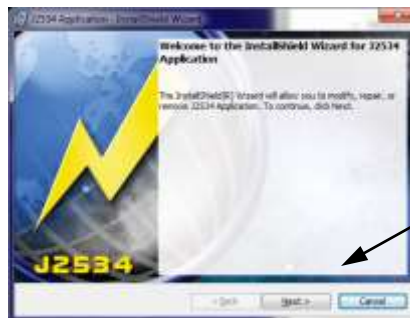 J2534 Application - InstallShield Wizard
Welcome to the InstallShield Wizard for J2534
Application
The InstallShield(R) Wizard will allow you to modify, repair, or
remove J2534 Application. To continue, click Next.
J2534
< Back
Next >
Cancel